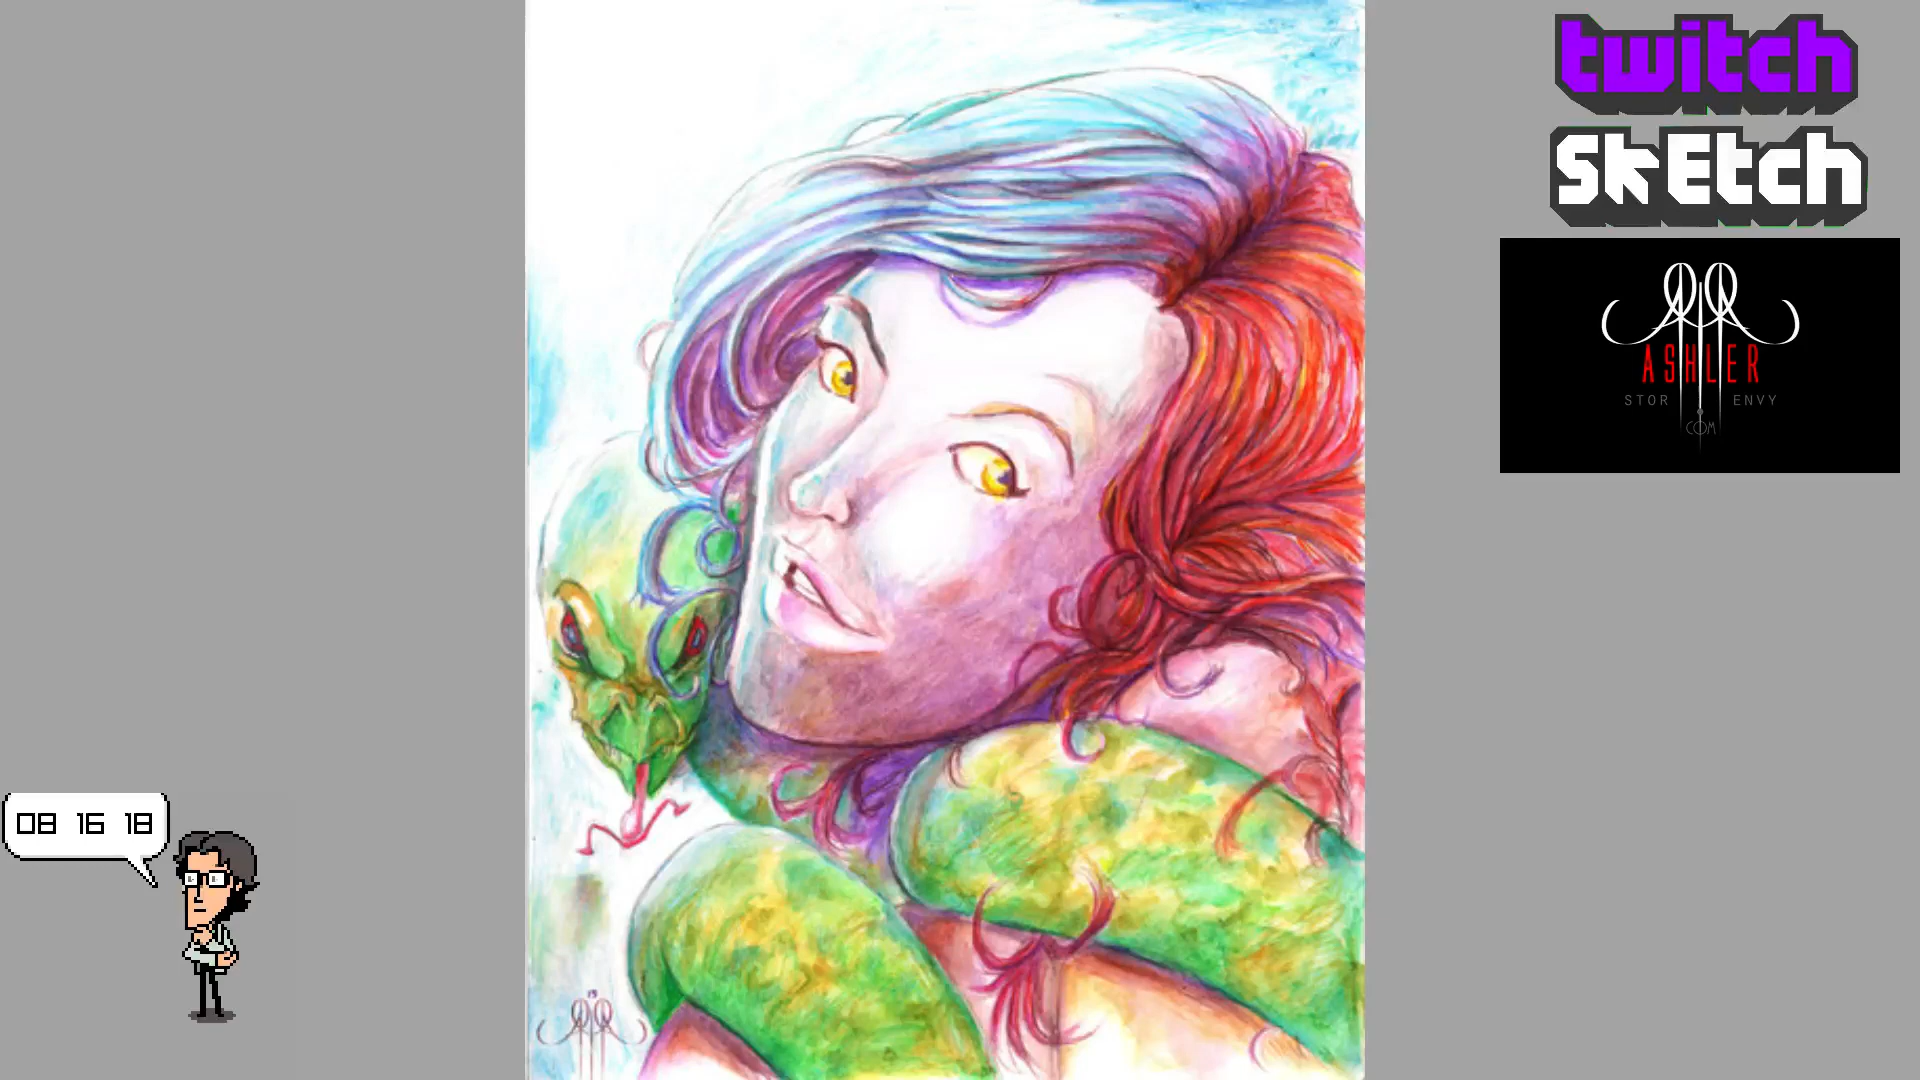 twitch
SkEtch
ASHLER
STOR ENVY
COM
08 16 18